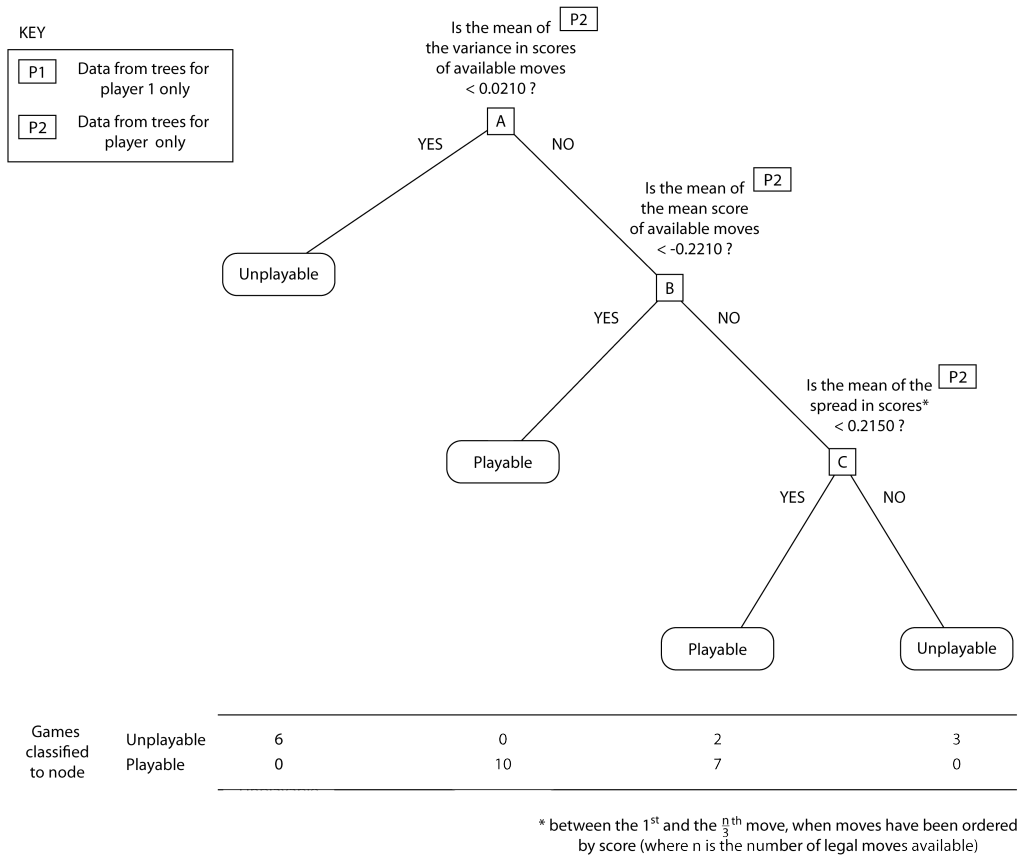 KEY
P1
Data from trees for
player 1 only
P2
Data from trees for
player only
Is the mean of
P2
the variance in scores
of available moves
< 0.0210 ?
A
YES
NO
Unplayable
Is the mean of
P2
the mean score
of available moves
< -0.2210 ?
B
YES
NO
Playable
Is the mean of the
P2
spread in scores*
< 0.2150 ?
C
YES
NO
Playable
Unplayable
Games
classified
to node
Unplayable 6 0 2 3
Playable 0 10 7 0
* between the 1st and the n/3 th move, when moves have been ordered
by score (where n is the number of legal moves available)